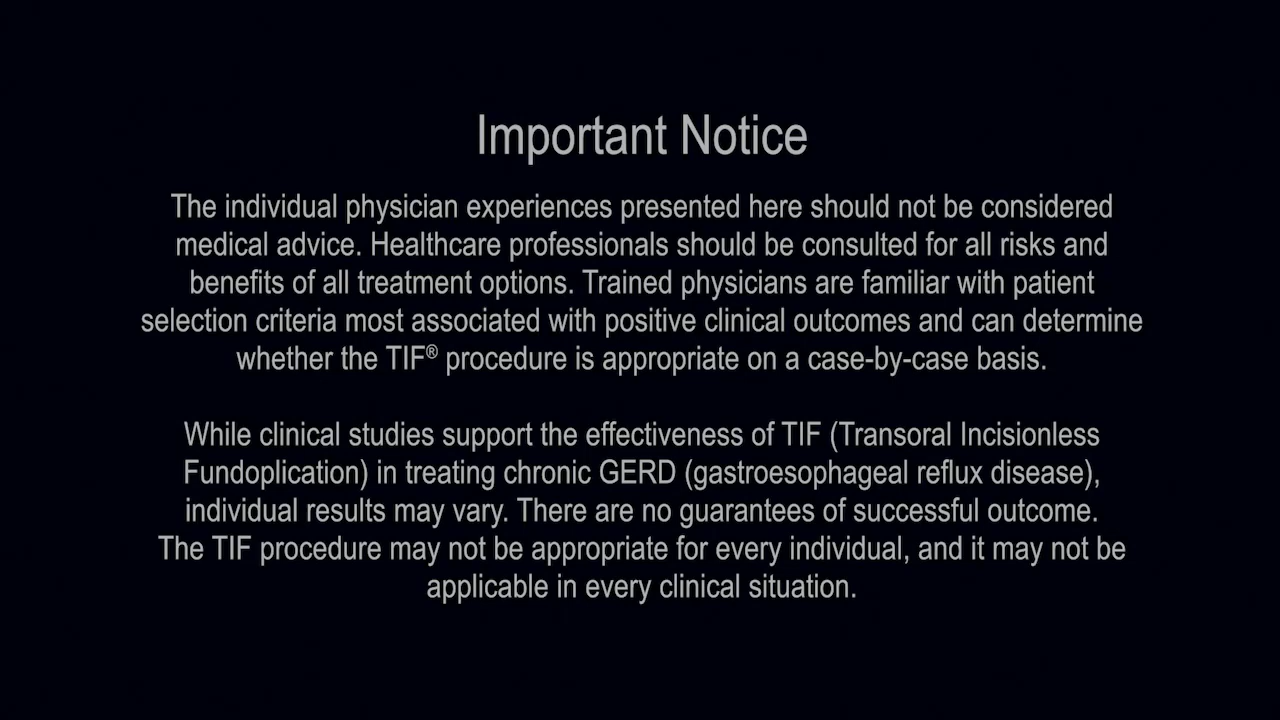 Important Notice
The individual physician experiences presented here should not be considered
medical advice. Healthcare professionals should be consulted for all risks and
benefits of all treatment options. Trained physicians are familiar with patient
selection criteria most associated with positive clinical outcomes and can determine
whether the TIF® procedure is appropriate on a case-by-case basis.
While clinical studies support the effectiveness of TIF (Transoral Incisionless
Fundoplication) in treating chronic GERD (gastroesophageal reflux disease),
individual results may vary. There are no guarantees of successful outcome.
The TIF procedure may not be appropriate for every individual, and it may not be
applicable in every clinical situation.